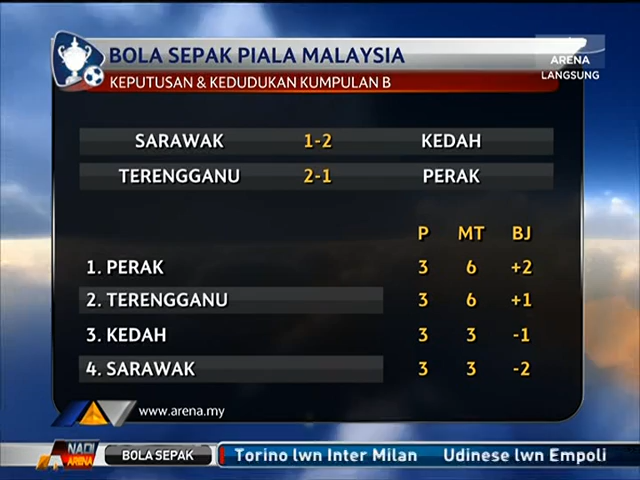 BOLA SEPAK PIALA MALAYSIA
ARENA
LANGSUNG
KEPUTUSAN & KEDUDUKAN KUMPULAN B
SARAWAK 1-2 KEDAH
TERENGGANU 2-1 PERAK
P MT BJ
1. PERAK 3 6 +2
2. TERENGGANU 3 6 +1
3. KEDAH 3 3 -1
4. SARAWAK 3 3 -2
www.arena.my
NADI
ARENA
BOLA SEPAK
Torino lwn Inter Milan Udinese lwn Empoli